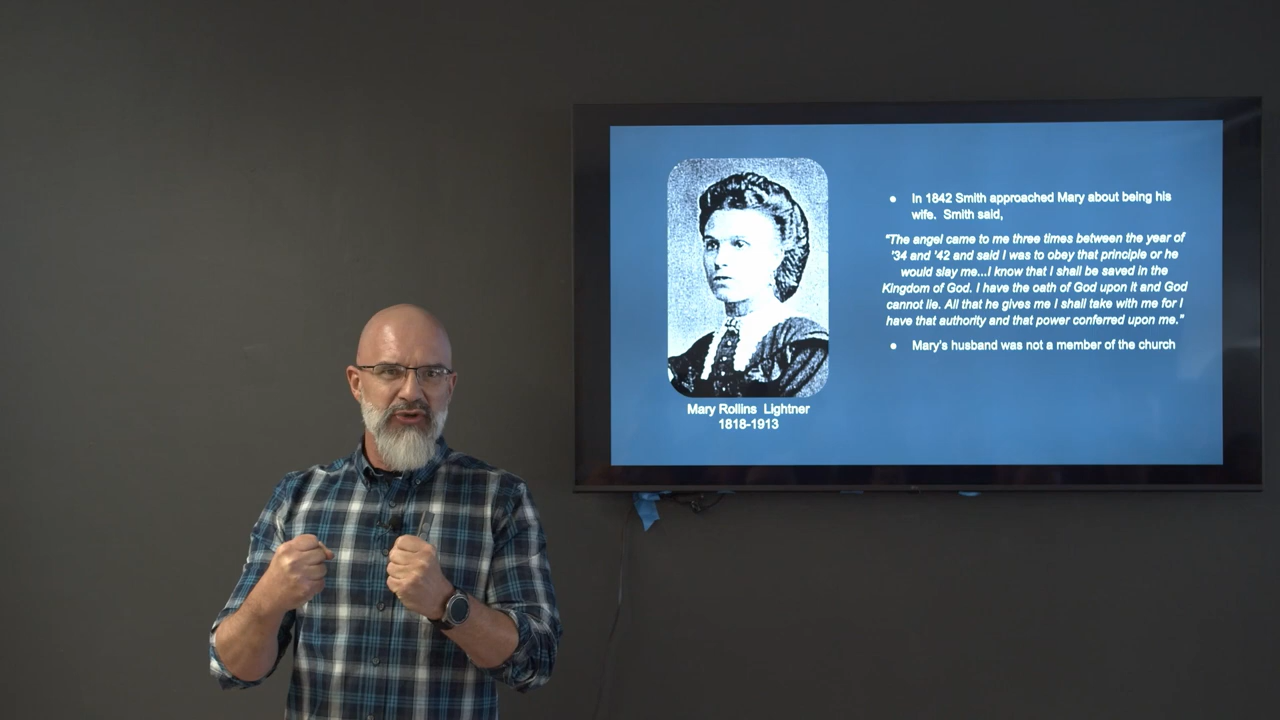 ● In 1842 Smith approached Mary about being his
wife. Smith said,
"The angel came to me three times between the year of
'34 and '42 and said I was to obey that principle or he
would slay me...I know that I shall be saved in the
Kingdom of God. I have the oath of God upon it and God
cannot lie. All that he gives me I shall take with me for I
have that authority and that power conferred upon me."
● Mary's husband was not a member of the church
Mary Rollins Lightner
1818-1913